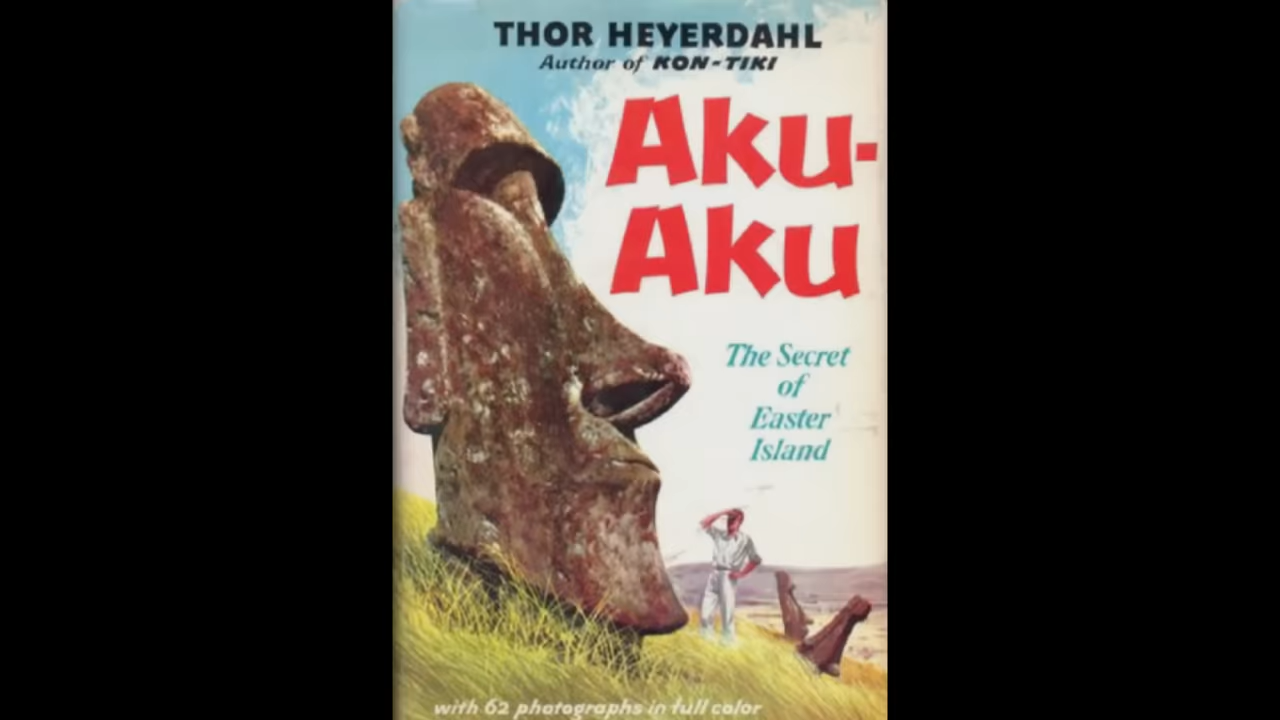 THOR HEYERDAHL
Author of KON-TIKI
Aku-
Aku
The Secret
of
Easter
Island
with 62 photographs in full color